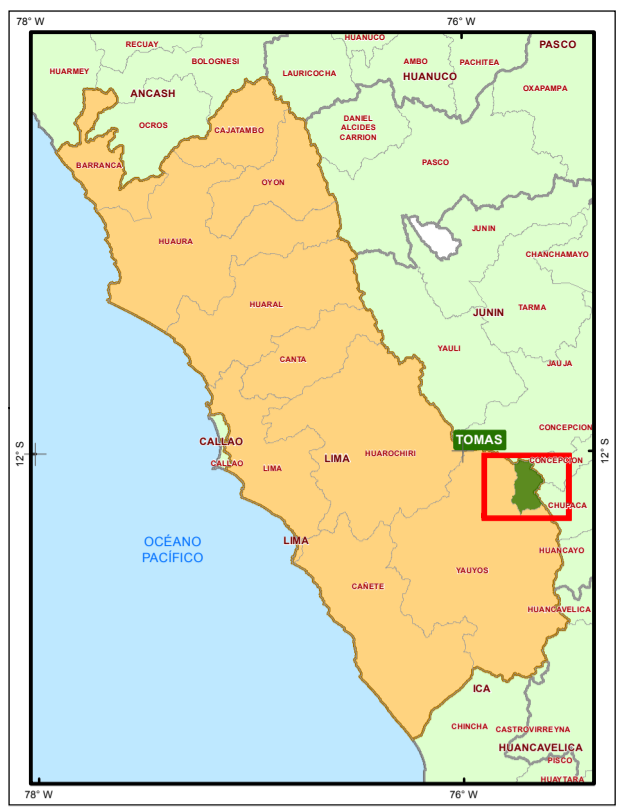 78° W
76° W
HUANUCO
RECUAY
PASCO
BOLOGNESI
AMBO
PACHITEA
HUARMEY
LAURICOCHA
HUANUCO
OXAPAMPA
ANCASH
DANIEL
ALCIDES
CARRION
OCROS
CAJATAMBO
BARRANCA
PASCO
OYON
JUNIN
HUAURA
CHANCHAMAYO
HUARAL
TARMA
JUNIN
YAULI
CANTA
JAUJA
CONCEPCION
TOMAS
CALLAO
12° S
12° S
HUAROCHIRI
LIMA
CALLAO
LIMA
CONCEPCION
CHUPACA
LIMA
OCÉANO
PACÍFICO
HUANCAYO
YAUYOS
CAÑETE
HUANCAVELICA
ICA
CHINCHA
CASTROVIRREYNA
HUANCAVELICA
PISCO
HUAYTARA
78° W
76° W